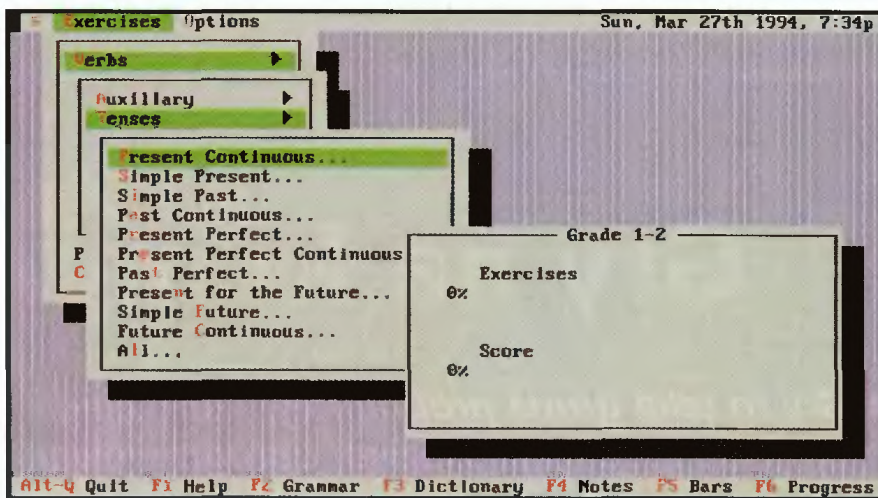 ≡ Exercises Options Sun, Mar 27th 1994, 7:34p
Verbs ►
Auxillary ►
Tenses ►
Present Continuous...
Simple Present...
Simple Past...
Past Continuous...
Present Perfect...
Present Perfect Continuous
Past Perfect...
Present for the Future...
Simple Future...
Future Continuous...
All...
P
C
Grade 1-2
Exercises
0%
Score
0%
Alt-Q Quit F1 Help F2 Grammar F3 Dictionary F4 Notes F5 Bars F6 Progress